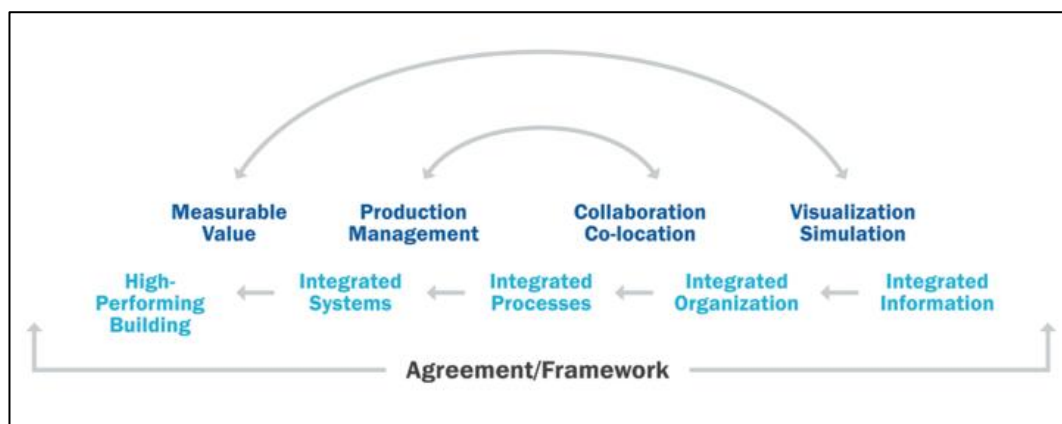 Measurable
Value
Production
Management
Collaboration
Co-location
Visualization
Simulation
High-
Performing
Building
Integrated
Systems
Integrated
Processes
Integrated
Organization
Integrated
Information
Agreement/Framework